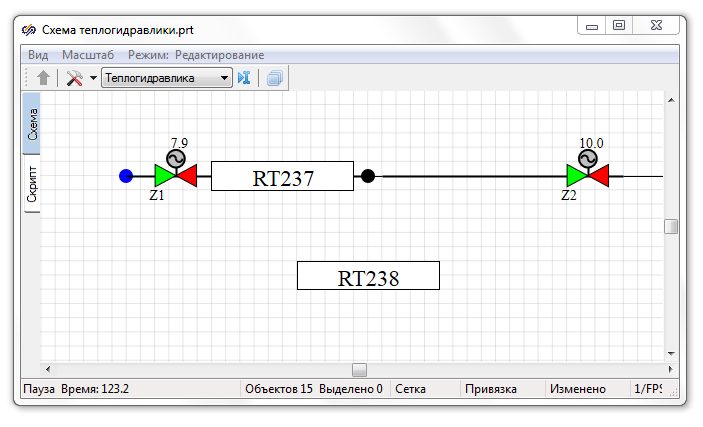 Схема теплогидравлики.prt
Вид Масштаб Режим: Редактирование
Теплогидравлика
Схема
Скрипт
7.9 10.0
RT237
Z1 Z2
RT238
Пауза Время: 123.2 Объектов 15 Выделено 0 Сетка Привязка Изменено 1/FPS